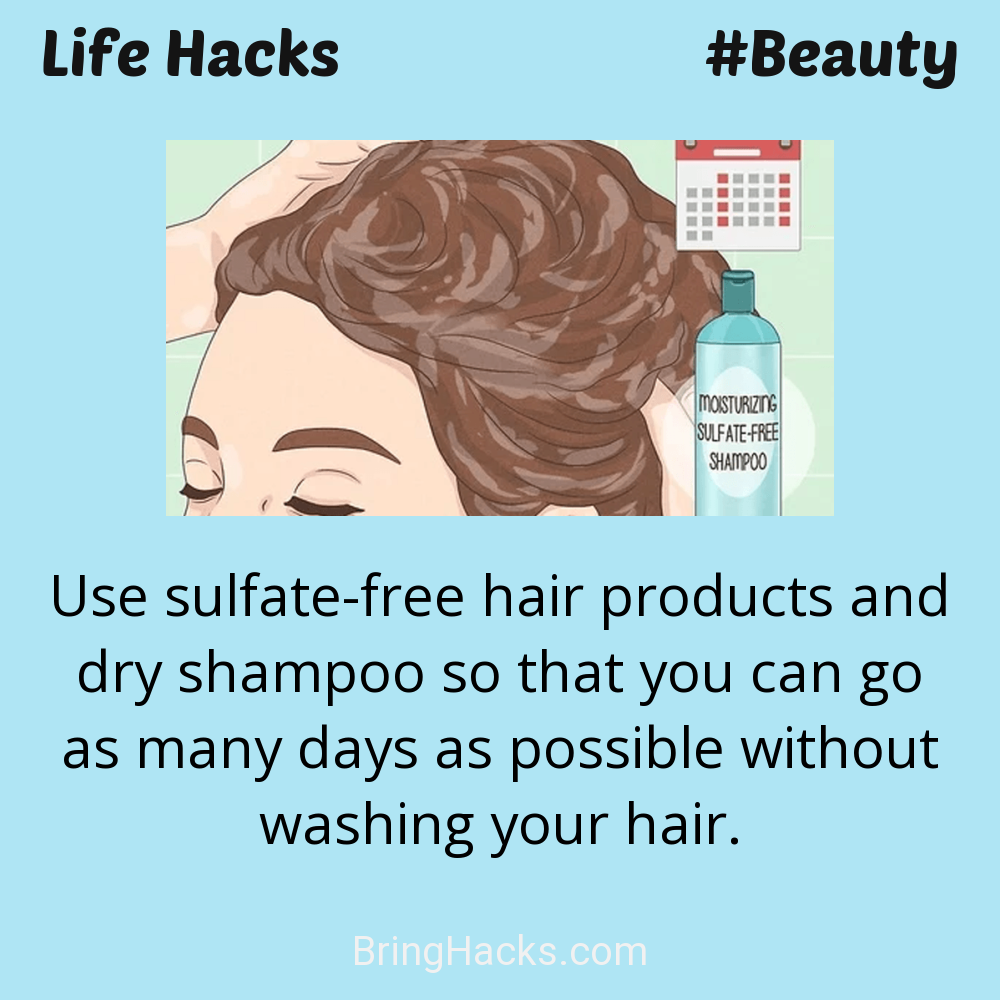 Life Hacks #Beauty
MOISTURIZING
SULFATE-FREE
SHAMPOO
Use sulfate-free hair products and
dry shampoo so that you can go
as many days as possible without
washing your hair.
BringHacks.com